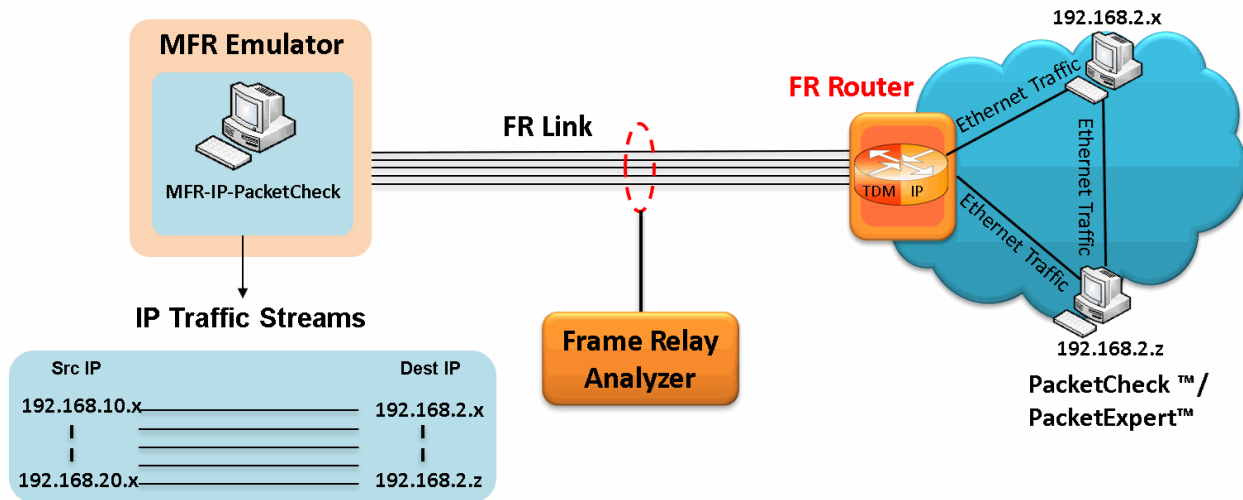 MFR Emulator
MFR-IP-PacketCheck
IP Traffic Streams
Src IP
Dest IP
192.168.10.x
192.168.2.x
192.168.20.x
192.168.2.z
FR Link
Frame Relay
Analyzer
FR Router
TDM
IP
192.168.2.x
Ethernet Traffic
Ethernet Traffic
Ethernet Traffic
192.168.2.z
PacketCheck ™/
PacketExpert™